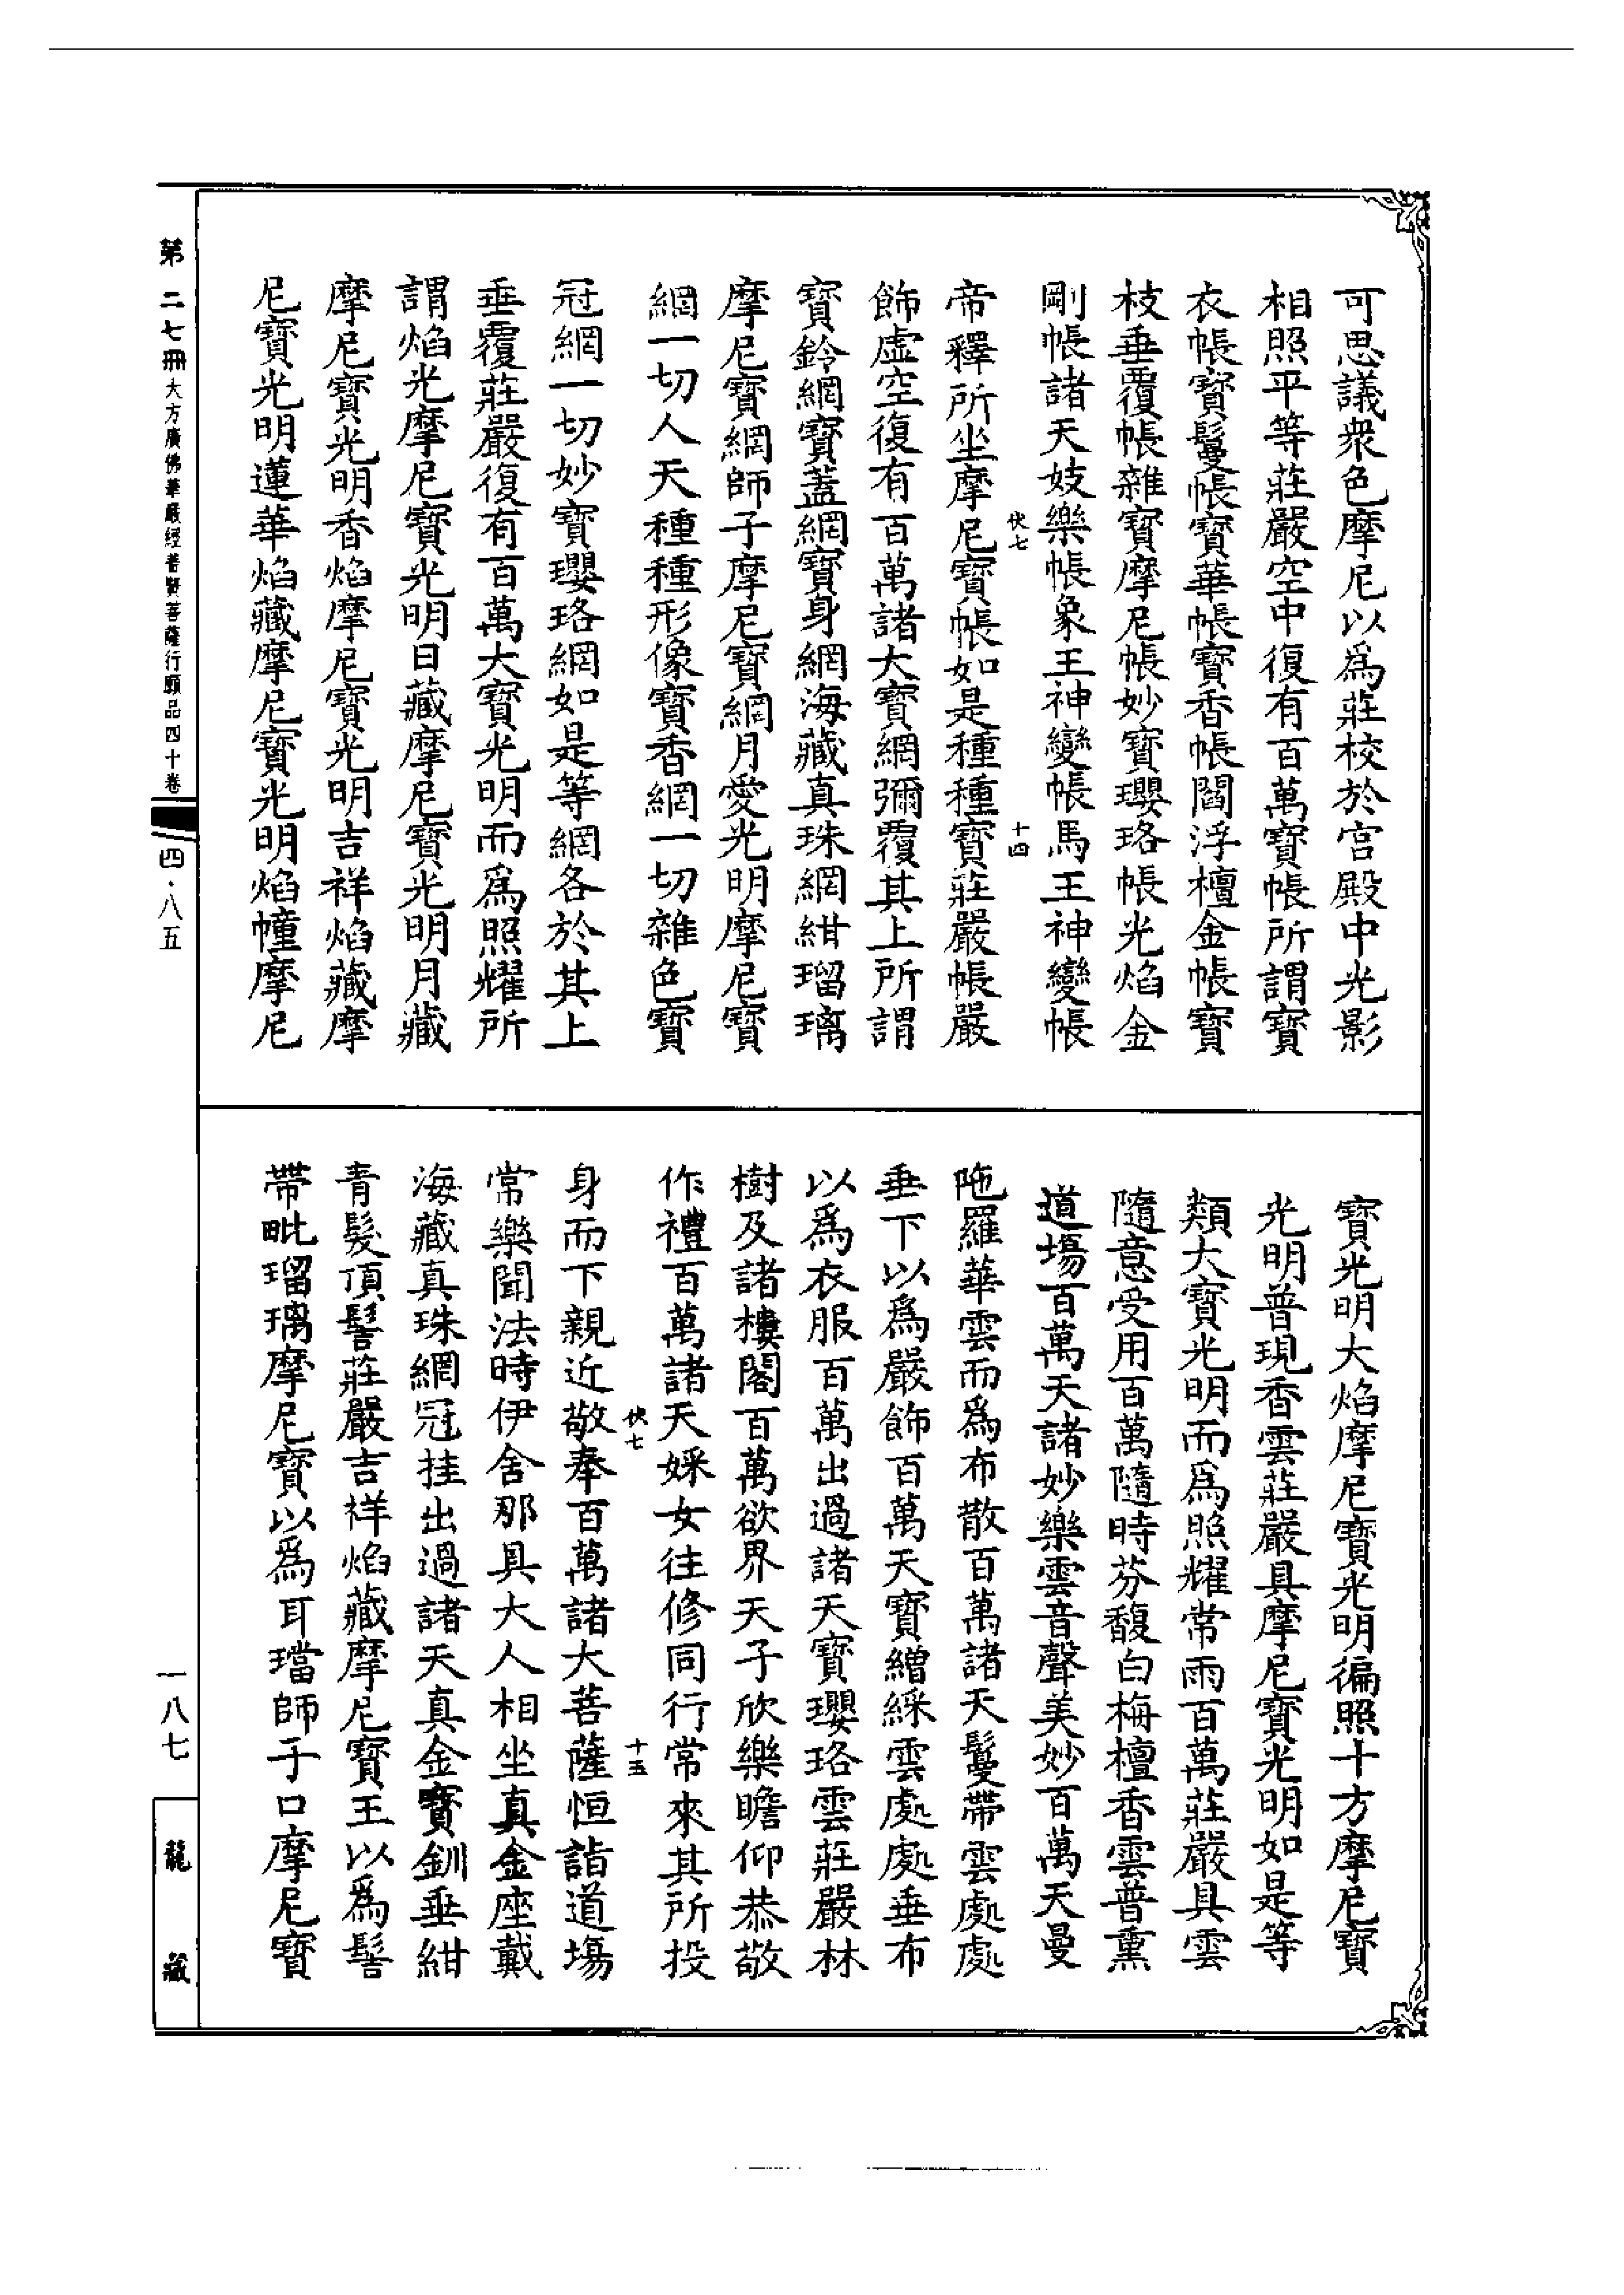 可思議衆色摩尼以爲莊校於宮殿中光影
相照平等莊嚴空中復有百萬寶帳所謂寶
衣帳寶鬘帳寶華帳寶香帳閻浮檀金帳寶
枝垂覆帳雜寶摩尼帳妙寶瓔珞帳光焰金
剛帳諸天妓樂帳象王神變帳馬王神變帳
伏七
十四
帝釋所坐摩尼寶帳如是種種寶莊嚴帳嚴
飾虛空復有百萬諸大寶網彌覆其上所謂
寶鈴網寶蓋網寶身網海藏真珠網紺瑠璃
摩尼寶網師子摩尼寶網月愛光明摩尼寶
網一切人天種種形像寶香網一切雜色寶
冠網一切妙寶瓔珞網如是等網各於其上
垂覆莊嚴復有百萬大寶光明而爲照耀所
謂焰光摩尼寶光明日藏摩尼寶光明月藏
摩尼寶光明香焰摩尼寶光明吉祥焰藏摩
尼寶光明蓮華焰藏摩尼寶光明焰幢摩尼
寶光明大焰摩尼寶光明徧照十方摩尼寶
光明普現香雲莊嚴具摩尼寶光明如是等
類大寶光明而爲照耀常雨百萬莊嚴具雲
隨意受用百萬隨時芬馥白栴檀香雲普熏
道場百萬天諸妙樂雲音聲美妙百萬天曼
陁羅華雲而爲布散百萬諸天鬘帶雲處處
垂下以爲嚴飾百萬天寶繒綵雲處處垂布
以爲衣服百萬出過諸天寶瓔珞雲莊嚴林
樹及諸樓閣百萬欲界天子欣樂瞻仰恭敬
作禮百萬諸天婇女往修同行常來其所投
伏七
十五
身而下親近敬奉百萬諸大菩薩恒詣道場
常樂聞法時伊舍那具大人相坐真金座戴
海藏真珠網冠挂出過諸天真金寶釧垂紺
青髮頂髻莊嚴吉祥焰藏摩尼寶王以爲髻
帶毗瑠璃摩尼寶以爲耳璫師子口摩尼寶
第二七冊 大方廣佛華嚴經普賢菩薩行願品四十卷
四·八五
一八七
龍藏